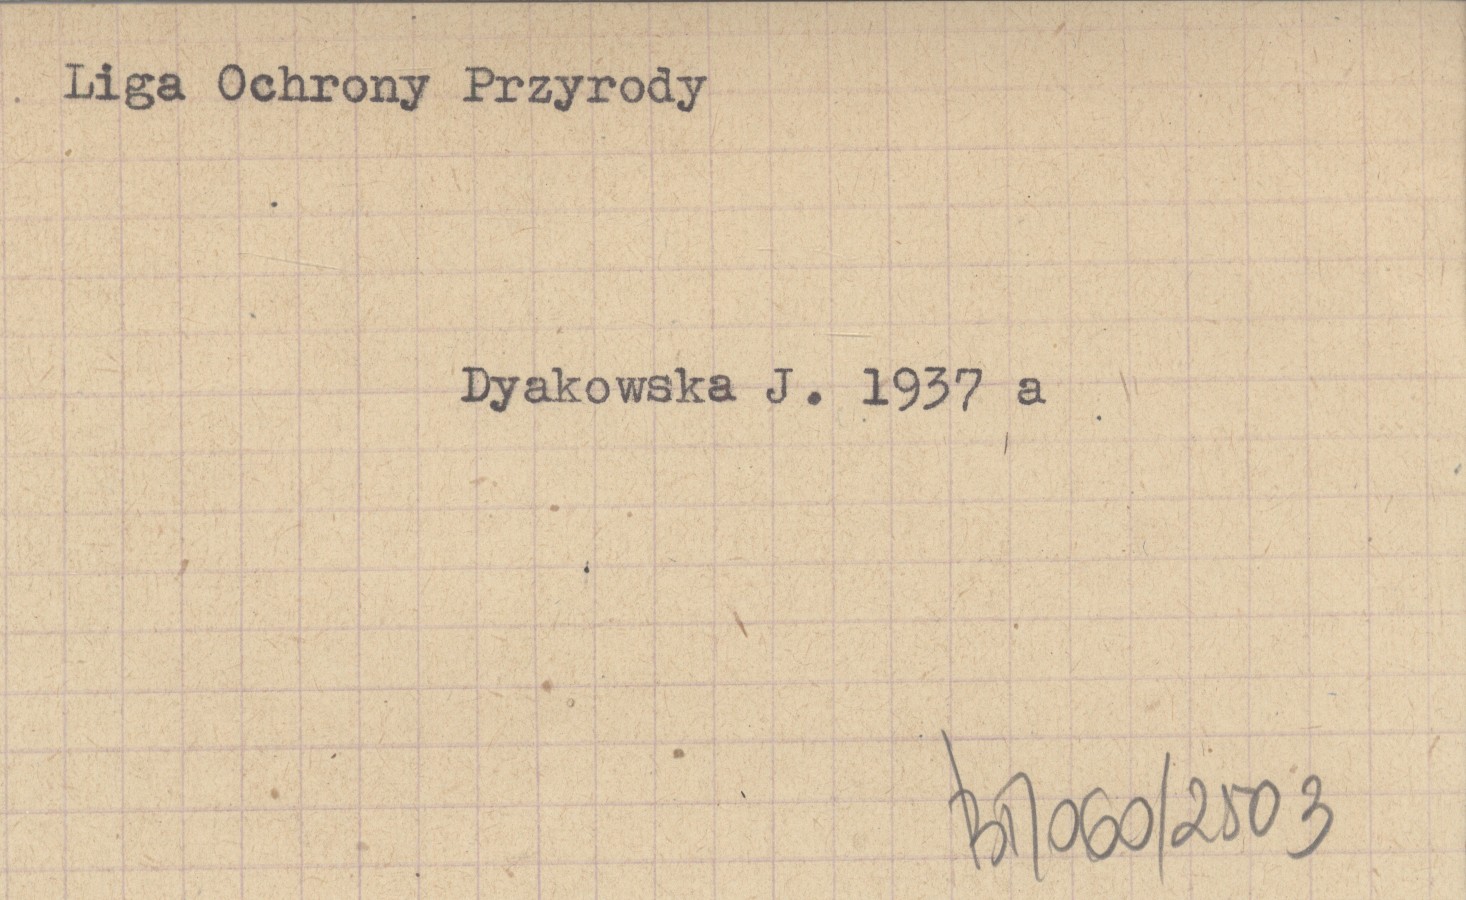 Liga Ochrony Przyrody
Dyakowska J. 1937 a
060/2503